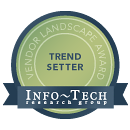 VENDOR LANDSCAPE AWARD
TREND
SETTER
INFO~TECH
research group